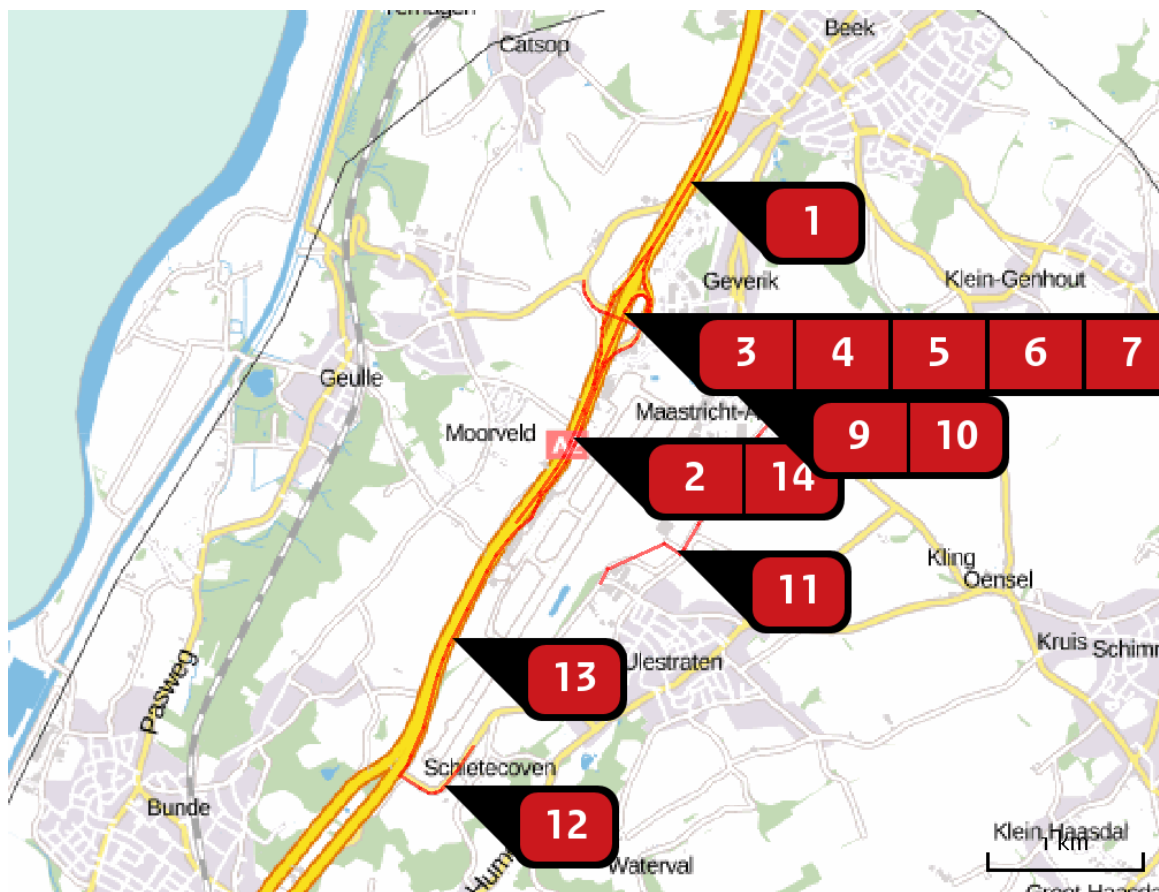 Catsop
Beek
1
Geverik
Klein-Genhout
3 4 5 6 7
Geulle
Maastricht-A
Moorveld
9 10
2 14
Kling
Oensel
11
Kruis
Schimm
Ulestraten
13
Pasweg
Schietecoven
Bunde
12
Klein Haasdal
1 km
Waterval